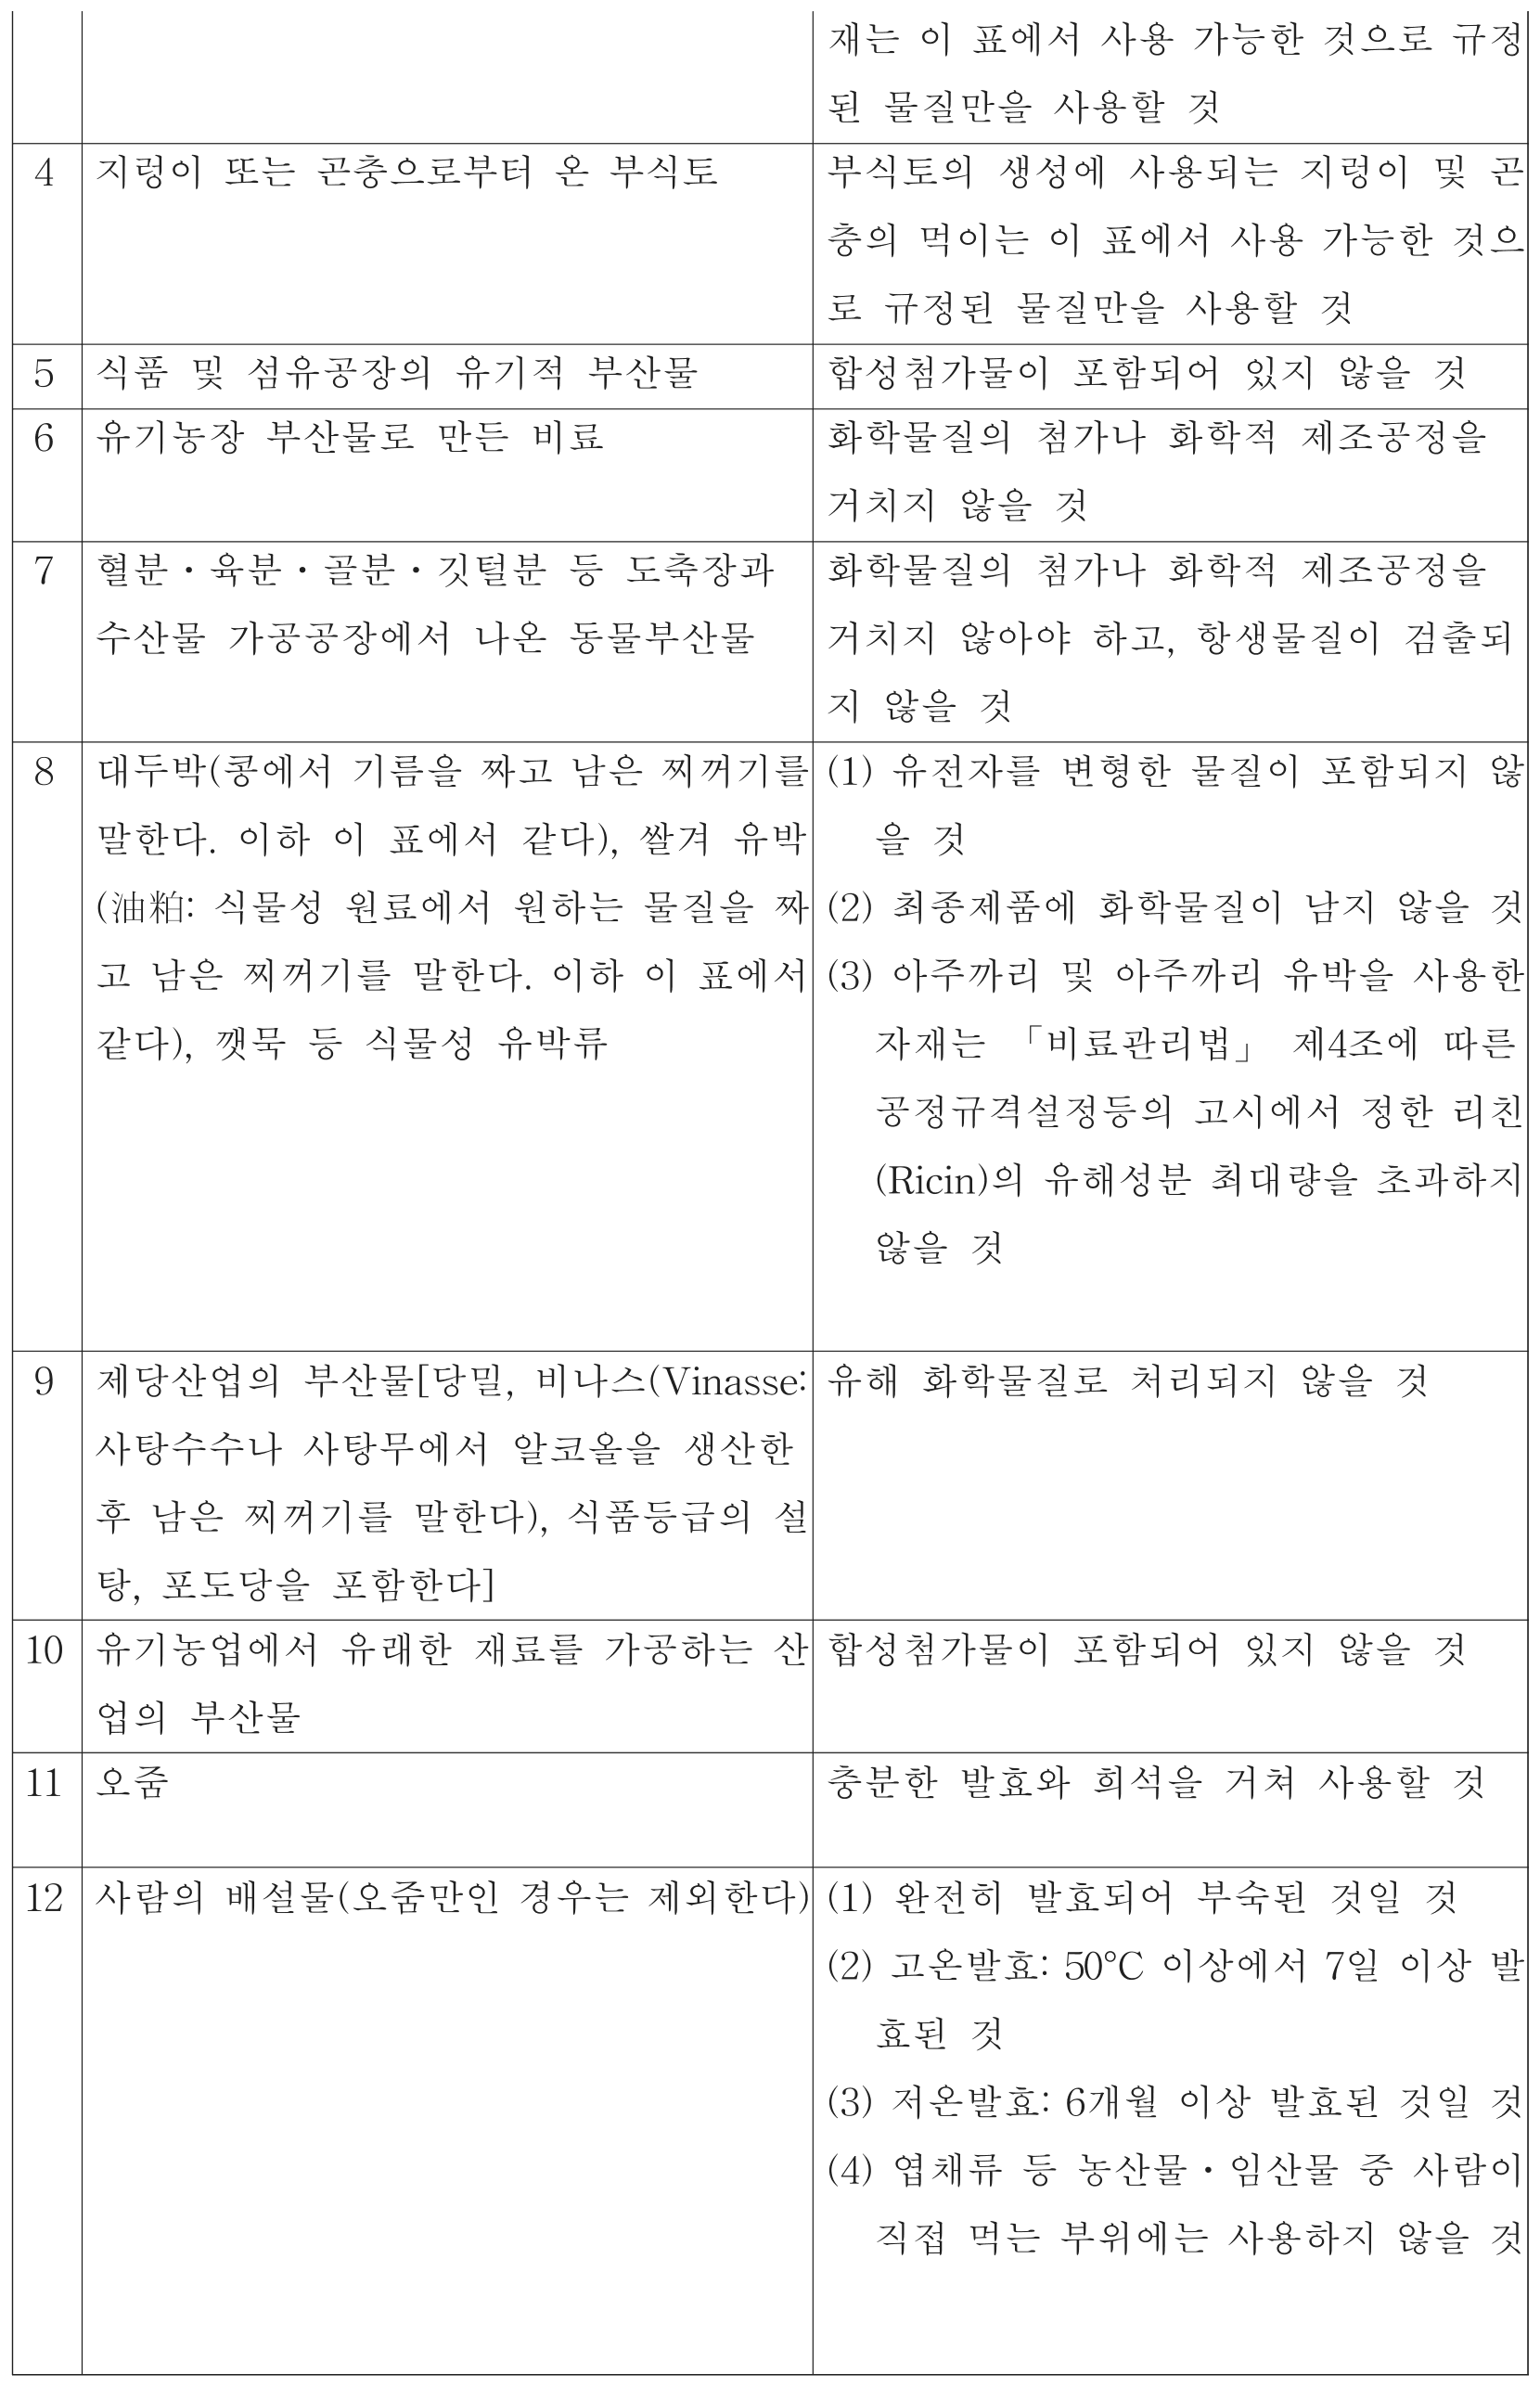 재는 이 표에서 사용 가능한 것으로 규정
된 물질만을 사용할 것
4
지렁이 또는 곤충으로부터 온 부식토
부식토의 생성에 사용되는 지렁이 및 곤
충의 먹이는 이 표에서 사용 가능한 것으
로 규정된 물질만을 사용할 것
5
식품 및 섬유공장의 유기적 부산물
합성첨가물이 포함되어 있지 않을 것
6
유기농장 부산물로 만든 비료
화학물질의 첨가나 화학적 제조공정을
거치지 않을 것
7
혈분・육분・골분・깃털분 등 도축장과
수산물 가공공장에서 나온 동물부산물
화학물질의 첨가나 화학적 제조공정을
거치지 않아야 하고, 항생물질이 검출되
지 않을 것
8
대두박(콩에서 기름을 짜고 남은 찌꺼기를
말한다. 이하 이 표에서 같다), 쌀겨 유박
(油粕: 식물성 원료에서 원하는 물질을 짜
고 남은 찌꺼기를 말한다. 이하 이 표에서
같다), 깻묵 등 식물성 유박류
(1) 유전자를 변형한 물질이 포함되지 않
을 것
(2) 최종제품에 화학물질이 남지 않을 것
(3) 아주까리 및 아주까리 유박을 사용한
자재는 「비료관리법」 제4조에 따른
공정규격설정등의 고시에서 정한 리친
(Ricin)의 유해성분 최대량을 초과하지
않을 것
9
제당산업의 부산물[당밀, 비나스(Vinasse:
사탕수수나 사탕무에서 알코올을 생산한
후 남은 찌꺼기를 말한다), 식품등급의 설
탕, 포도당을 포함한다]
유해 화학물질로 처리되지 않을 것
10
유기농업에서 유래한 재료를 가공하는 산
업의 부산물
합성첨가물이 포함되어 있지 않을 것
11
오줌
충분한 발효와 희석을 거쳐 사용할 것
12
사람의 배설물(오줌만인 경우는 제외한다)
(1) 완전히 발효되어 부숙된 것일 것
(2) 고온발효: 50℃ 이상에서 7일 이상 발
효된 것
(3) 저온발효: 6개월 이상 발효된 것일 것
(4) 엽채류 등 농산물・임산물 중 사람이
직접 먹는 부위에는 사용하지 않을 것